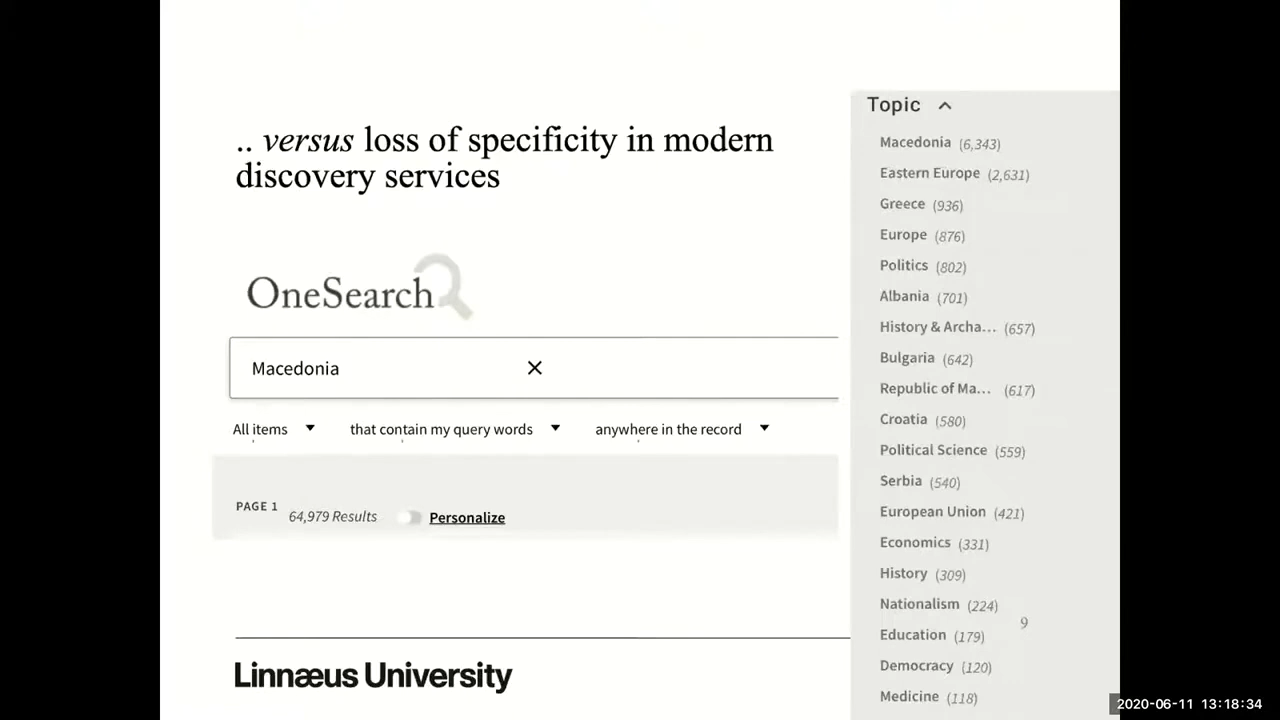 .. versus loss of specificity in modern
discovery services
OneSearch
Macedonia
All items
that contain my query words
anywhere in the record
PAGE 1
64,979 Results
Personalize
Linnæus University
Topic
Macedonia (6,343)
Eastern Europe (2,631)
Greece (936)
Europe (876)
Politics (802)
Albania (701)
History & Archa... (657)
Bulgaria (642)
Republic of Ma... (617)
Croatia (580)
Political Science (559)
Serbia (540)
European Union (421)
Economics (331)
History (309)
Nationalism (224)
9
Education (179)
Democracy (120)
Medicine (118)
2020-06-11 13:18:34